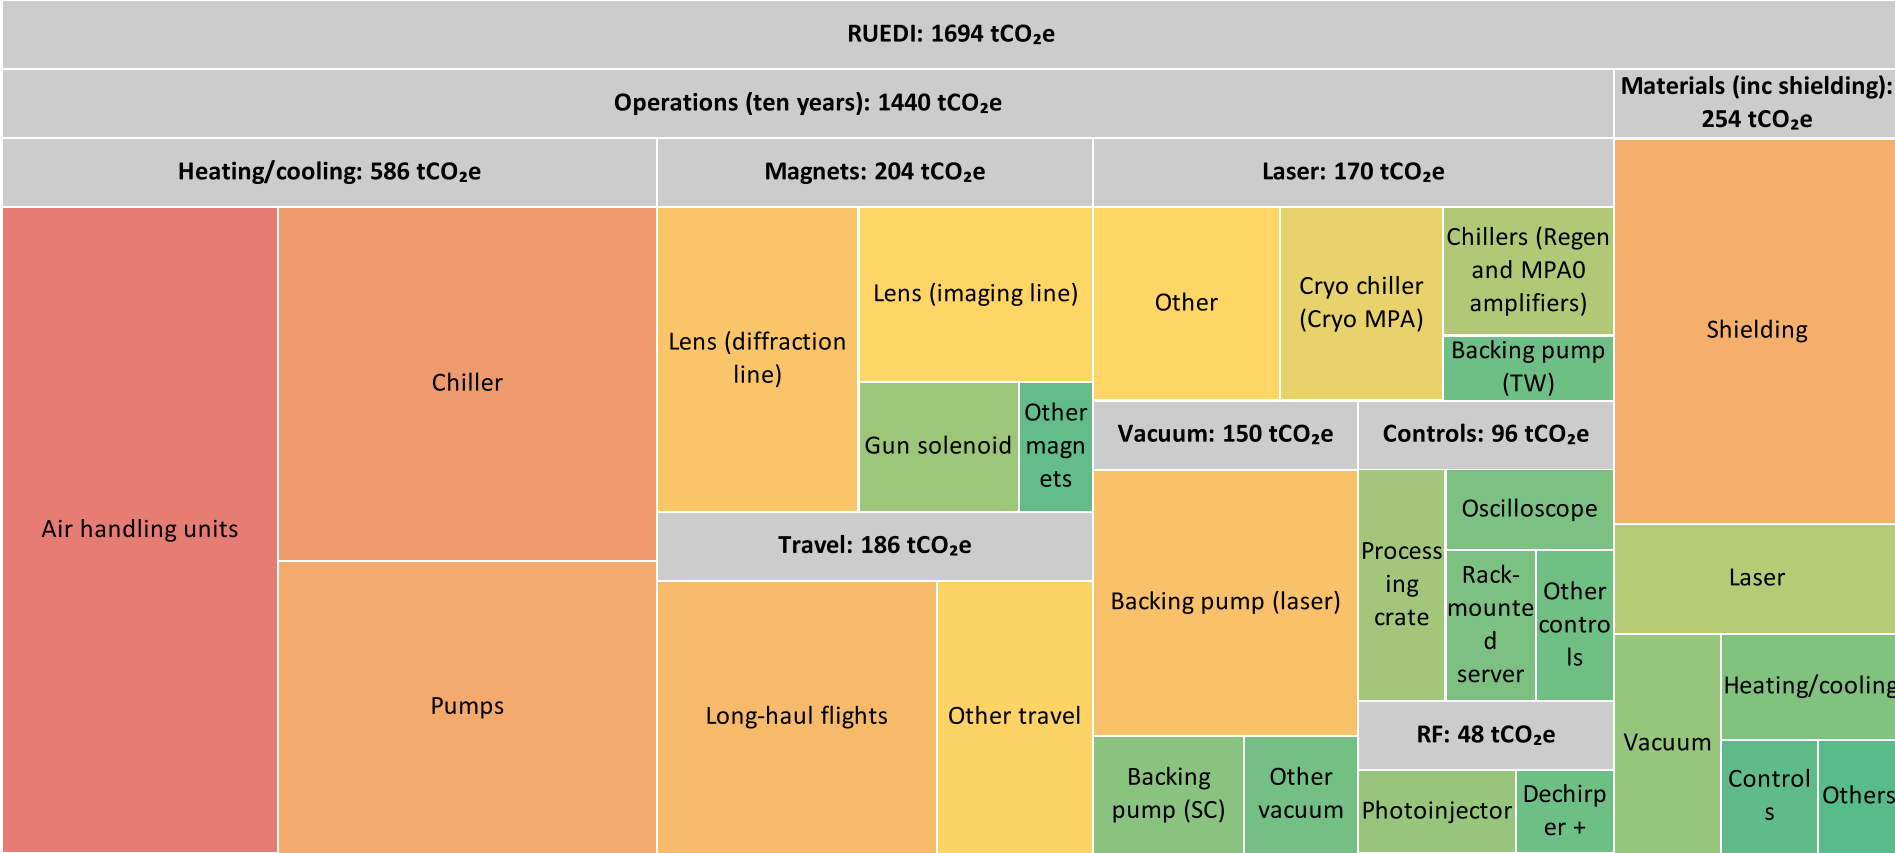 RUEDI: 1694 tCO₂e
Operations (ten years): 1440 tCO₂e
Materials (inc shielding):
254 tCO₂e
Heating/cooling: 586 tCO₂e
Magnets: 204 tCO₂e
Laser: 170 tCO₂e
Air handling units
Chiller
Pumps
Lens (diffraction
line)
Lens (imaging line)
Gun solenoid
Other
magn
ets
Travel: 186 tCO₂e
Long-haul flights
Other travel
Other
Cryo chiller
(Cryo MPA)
Chillers (Regen
and MPA0
amplifiers)
Backing pump
(TW)
Vacuum: 150 tCO₂e
Backing pump (laser)
Backing
pump (SC)
Other
vacuum
Controls: 96 tCO₂e
Process
ing
crate
Oscilloscope
Rack-
mounte
d
server
Other
contro
ls
RF: 48 tCO₂e
Photoinjector
Dechirp
er +
Shielding
Laser
Vacuum
Heating/cooling
Control
s
Others